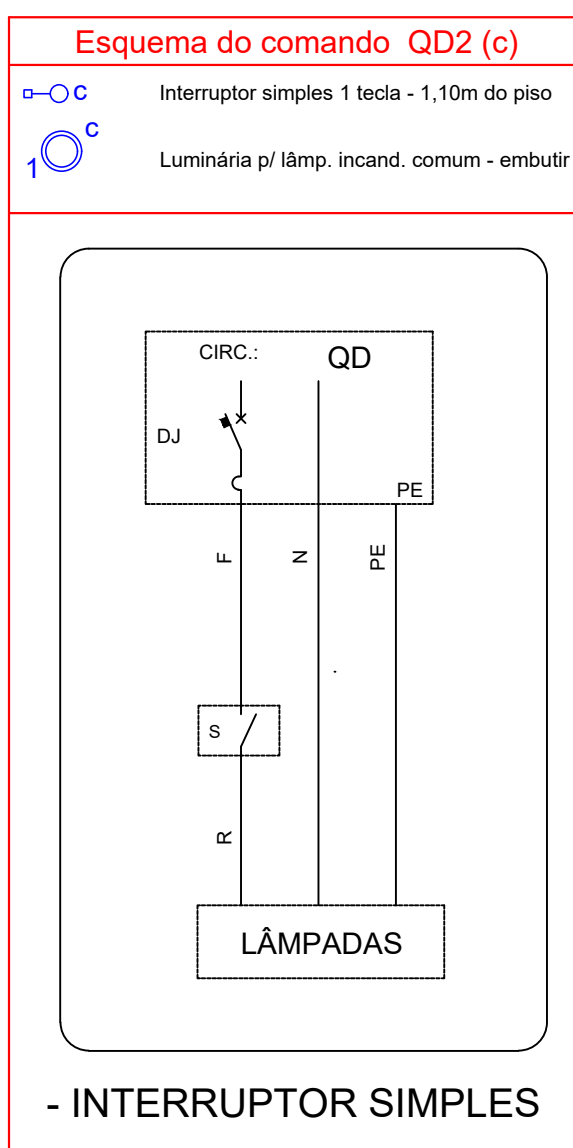 Esquema do comando QD2 (c)
c Interruptor simples 1 tecla - 1,10m do piso
c
1 Luminária p/ lâmp. incand. comum - embutir
CIRC.: QD
DJ
PE
F N PE
S
R
LÂMPADAS
- INTERRUPTOR SIMPLES